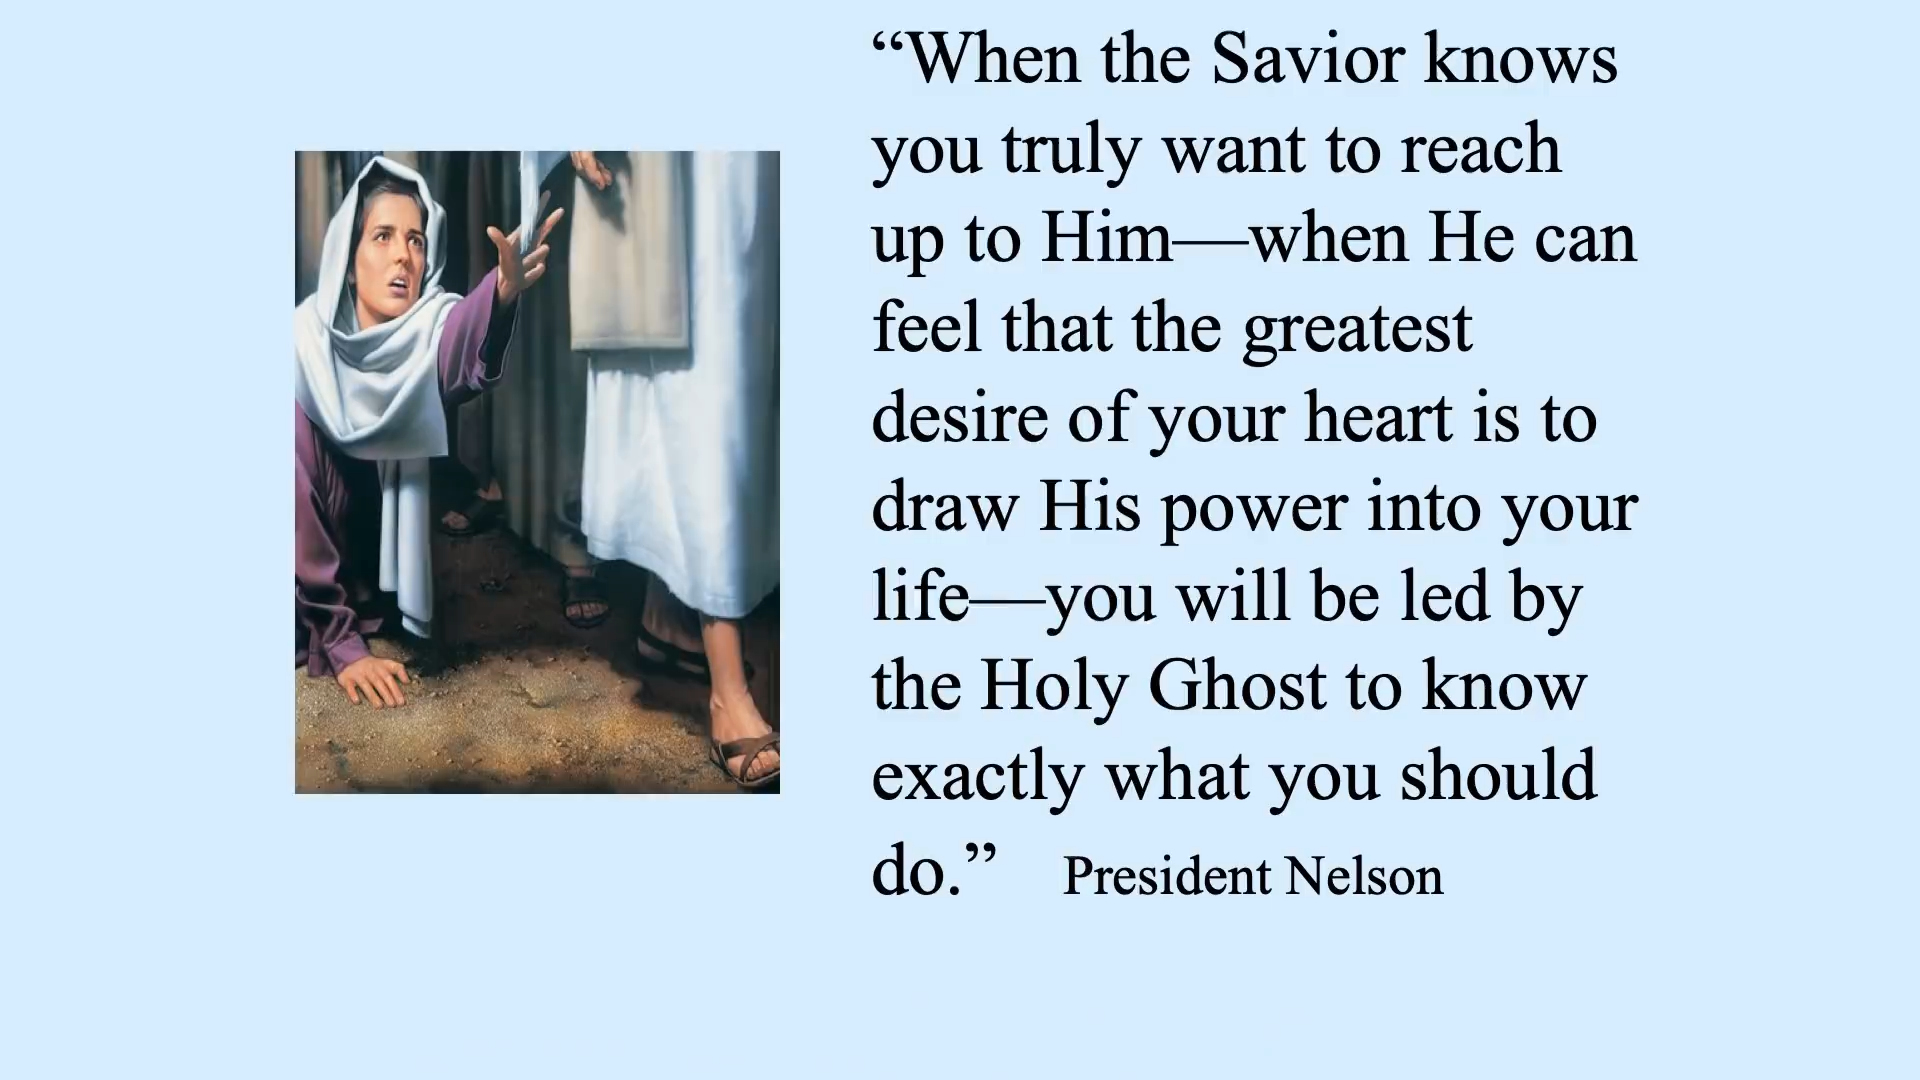 “When the Savior knows
you truly want to reach
up to Him—when He can
feel that the greatest
desire of your heart is to
draw His power into your
life—you will be led by
the Holy Ghost to know
exactly what you should
do.” President Nelson